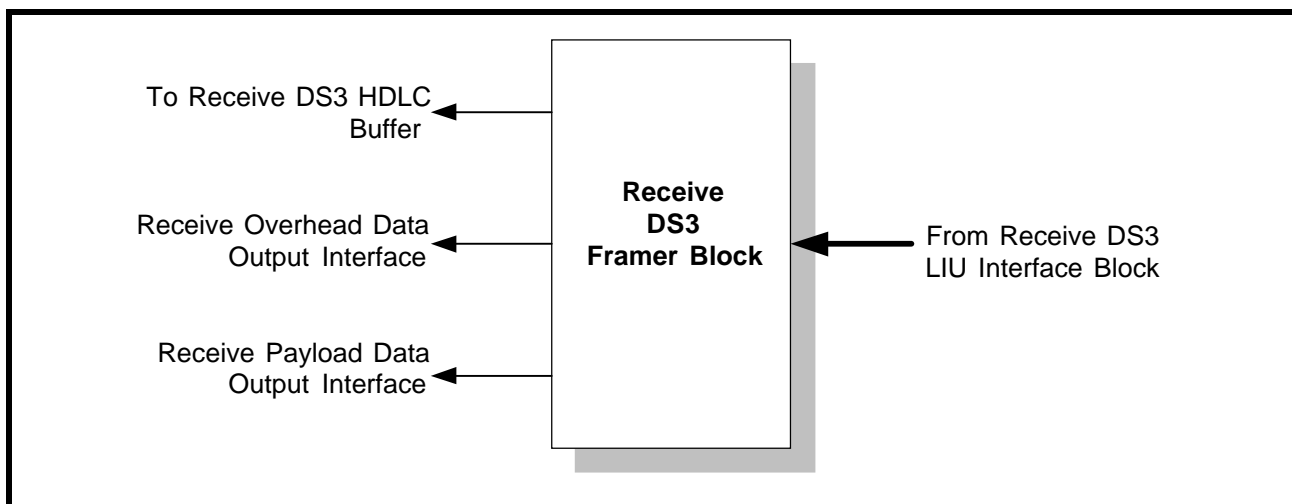 To Receive DS3 HDLC
Buffer
Receive Overhead Data
Output Interface
Receive Payload Data
Output Interface
Receive
DS3
Framer Block
From Receive DS3
LIU Interface Block